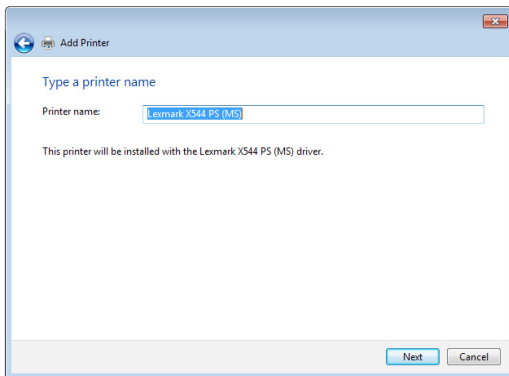 Add Printer
Type a printer name
Printer name: Lexmark X544 PS (MS)
This printer will be installed with the Lexmark X544 PS (MS) driver.
Next Cancel